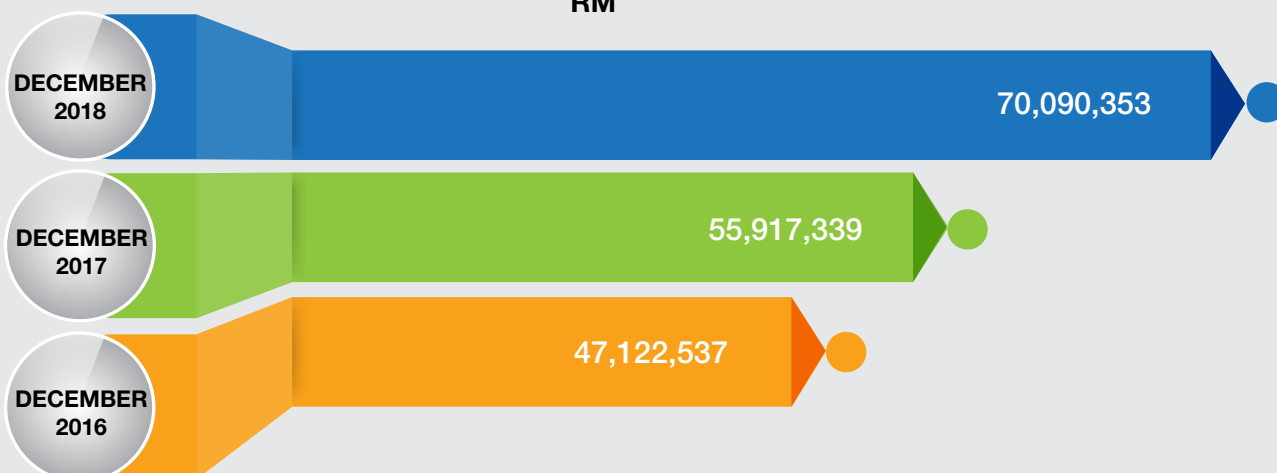 RM
DECEMBER
2018
70,090,353
DECEMBER
2017
55,917,339
DECEMBER
2016
47,122,537